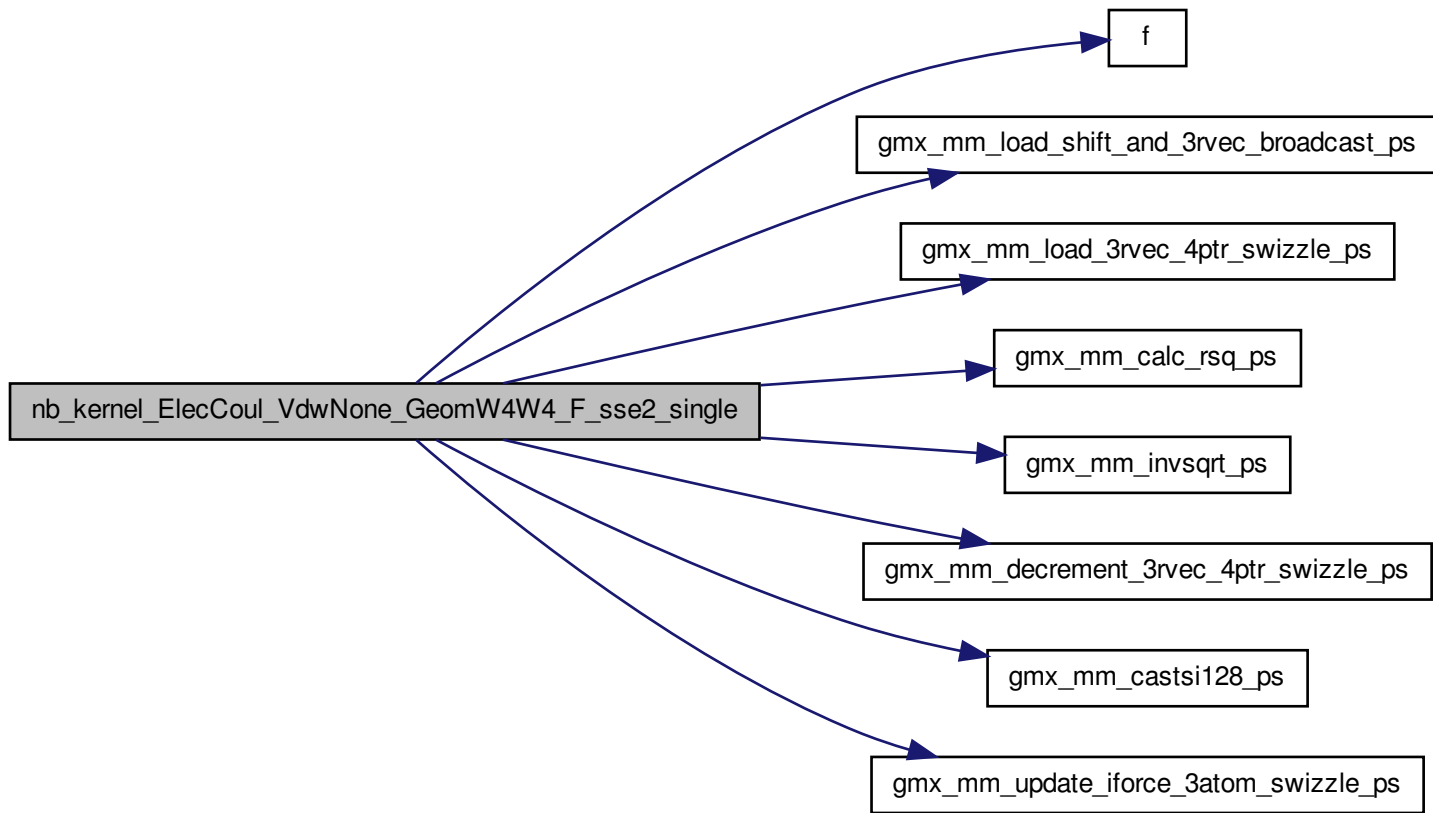 f
gmx_mm_load_shift_and_3rvec_broadcast_ps
gmx_mm_load_3rvec_4ptr_swizzle_ps
gmx_mm_calc_rsq_ps
nb_kernel_ElecCoul_VdwNone_GeomW4W4_F_sse2_single
gmx_mm_invsqrt_ps
gmx_mm_decrement_3rvec_4ptr_swizzle_ps
gmx_mm_castsi128_ps
gmx_mm_update_iforce_3atom_swizzle_ps